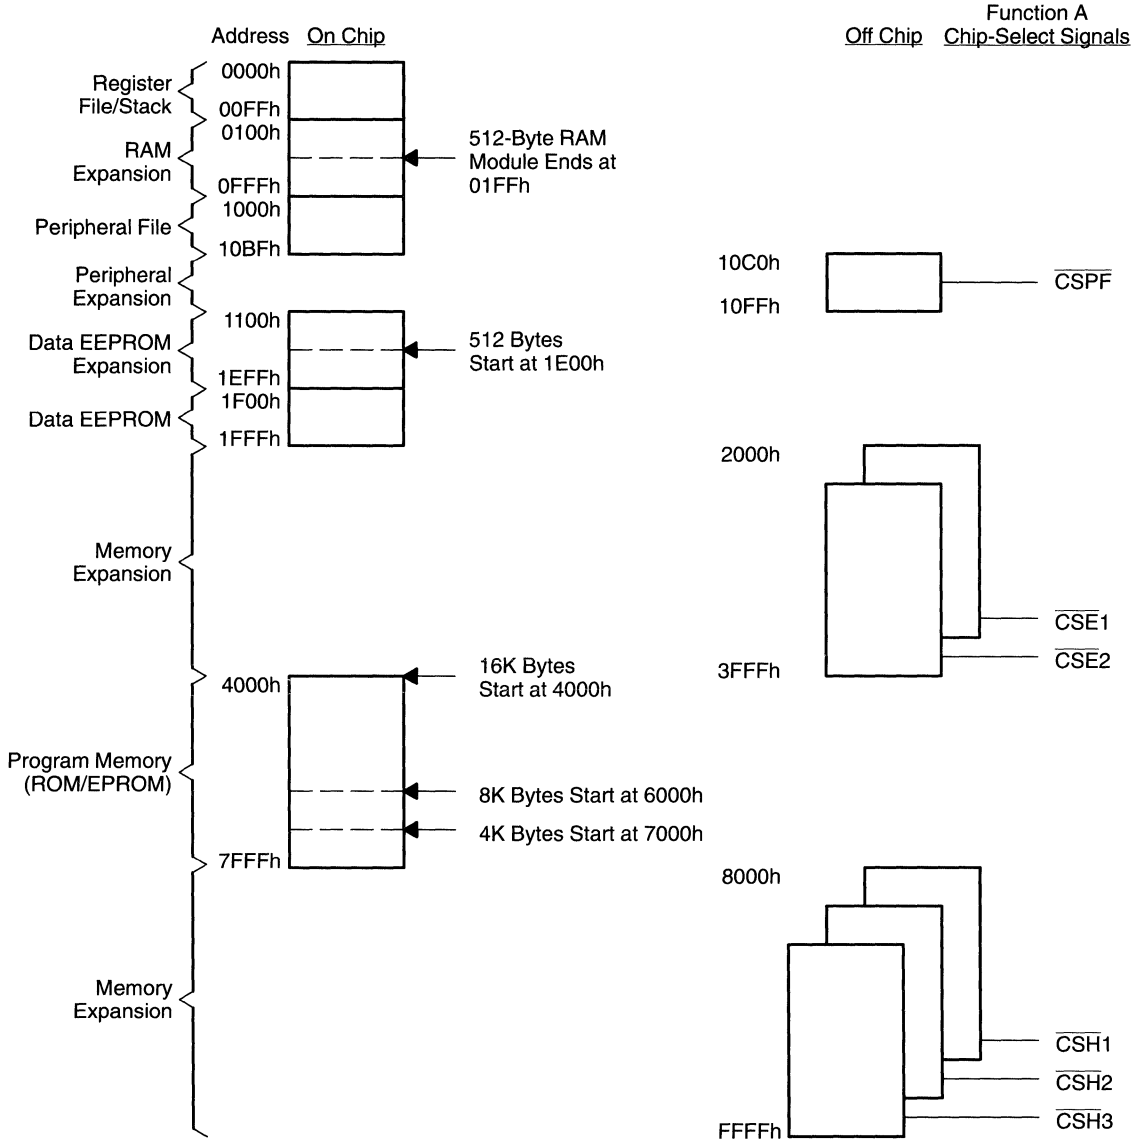 Function A
Address On Chip Off Chip Chip-Select Signals
0000h
Register
File/Stack
00FFh
0100h
RAM
Expansion
0FFFh
512-Byte RAM
Module Ends at
01FFh
1000h
Peripheral File
10BFh
Peripheral
Expansion
10C0h
10FFh
CSPF
1100h
Data EEPROM
Expansion
1EFFh
512 Bytes
Start at 1E00h
1F00h
Data EEPROM
1FFFh
2000h
Memory
Expansion
CSE1
CSE2
3FFFh
16K Bytes
Start at 4000h
4000h
Program Memory
(ROM/EPROM)
8K Bytes Start at 6000h
4K Bytes Start at 7000h
7FFFh
8000h
Memory
Expansion
CSH1
CSH2
CSH3
FFFFh